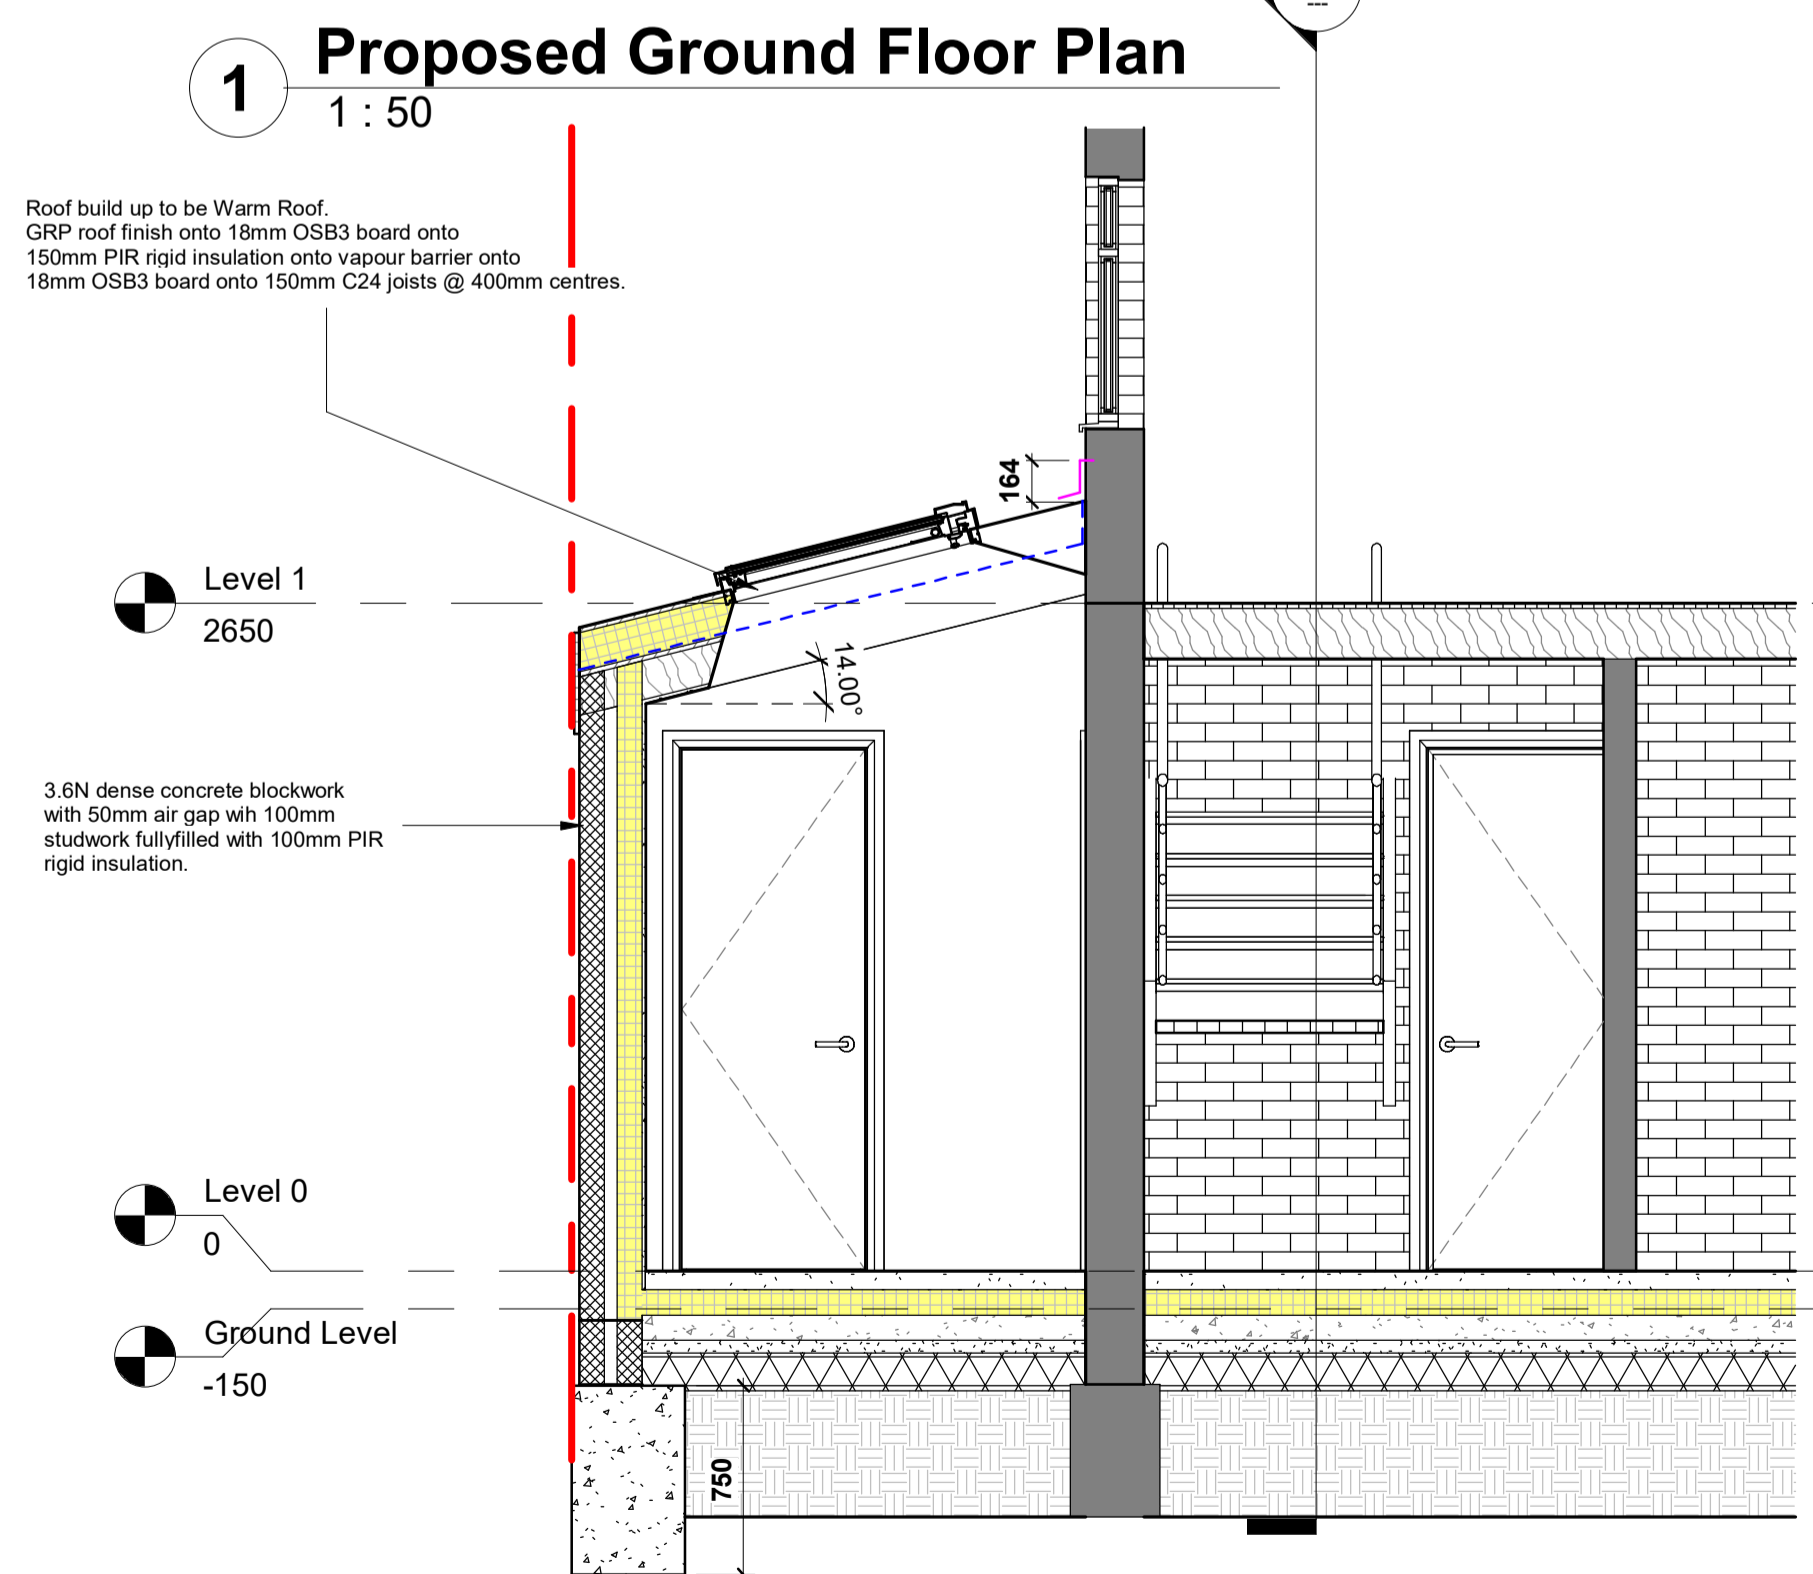 ---
1
Proposed Ground Floor Plan
1 : 50
Roof build up to be Warm Roof.
GRP roof finish onto 18mm OSB3 board onto
150mm PIR rigid insulation onto vapour barrier onto
18mm OSB3 board onto 150mm C24 joists @ 400mm centres.
164
Level 1
2650
14.00°
3.6N dense concrete blockwork
with 50mm air gap wih 100mm
studwork fullyfilled with 100mm PIR
rigid insulation.
Level 0
0
Ground Level
-150
750